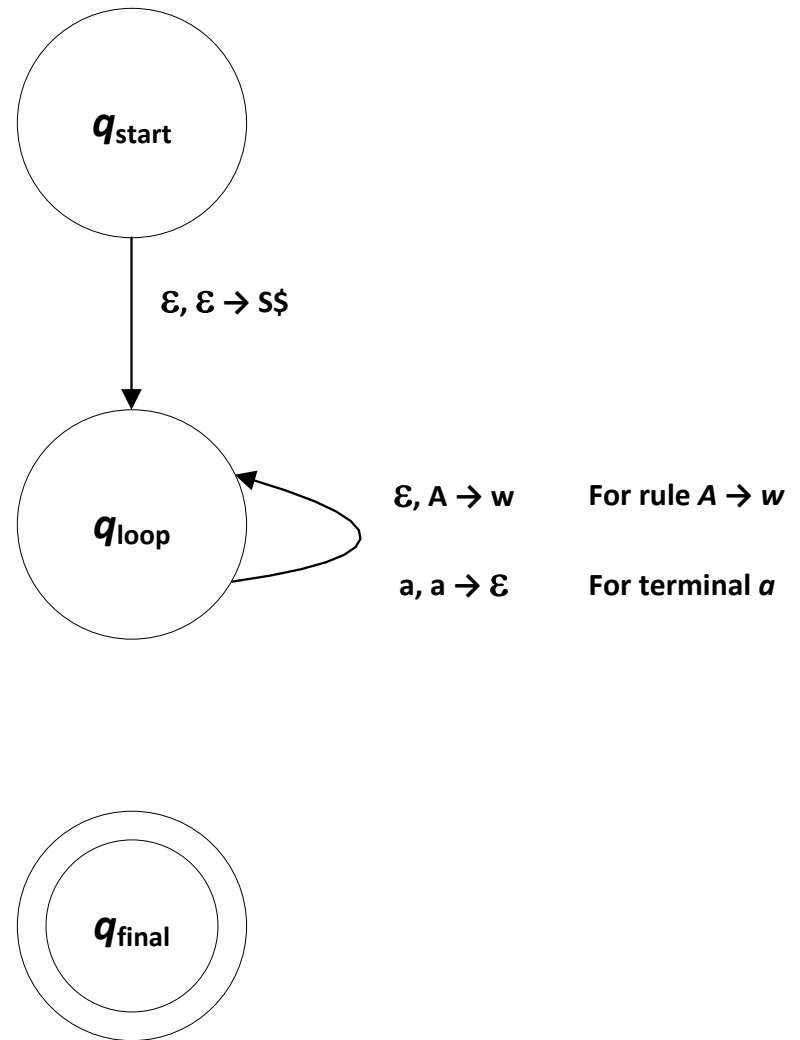 qstart
ε, ε → S$
qloop
ε, A → w For rule A → w
a, a → ε For terminal a
qfinal